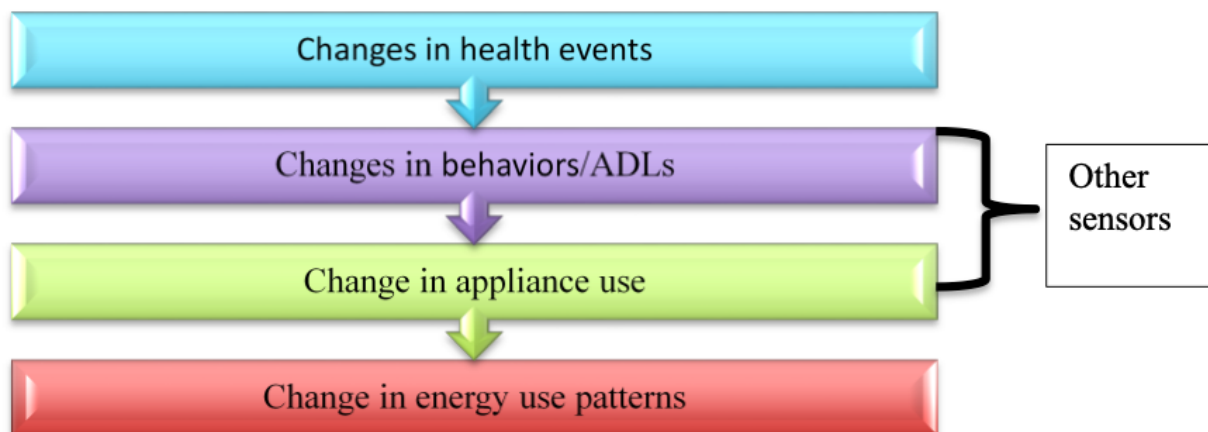 Changes in health events
Changes in behaviors/ADLs
Change in appliance use
Change in energy use patterns
Other
sensors